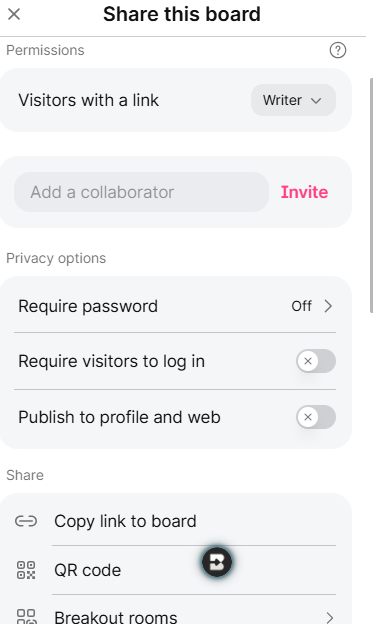 Share this board
Permissions
Visitors with a link
Writer
Add a collaborator
Invite
Privacy options
Require password
Off
Require visitors to log in
Publish to profile and web
Share
Copy link to board
QR code
Breakout rooms